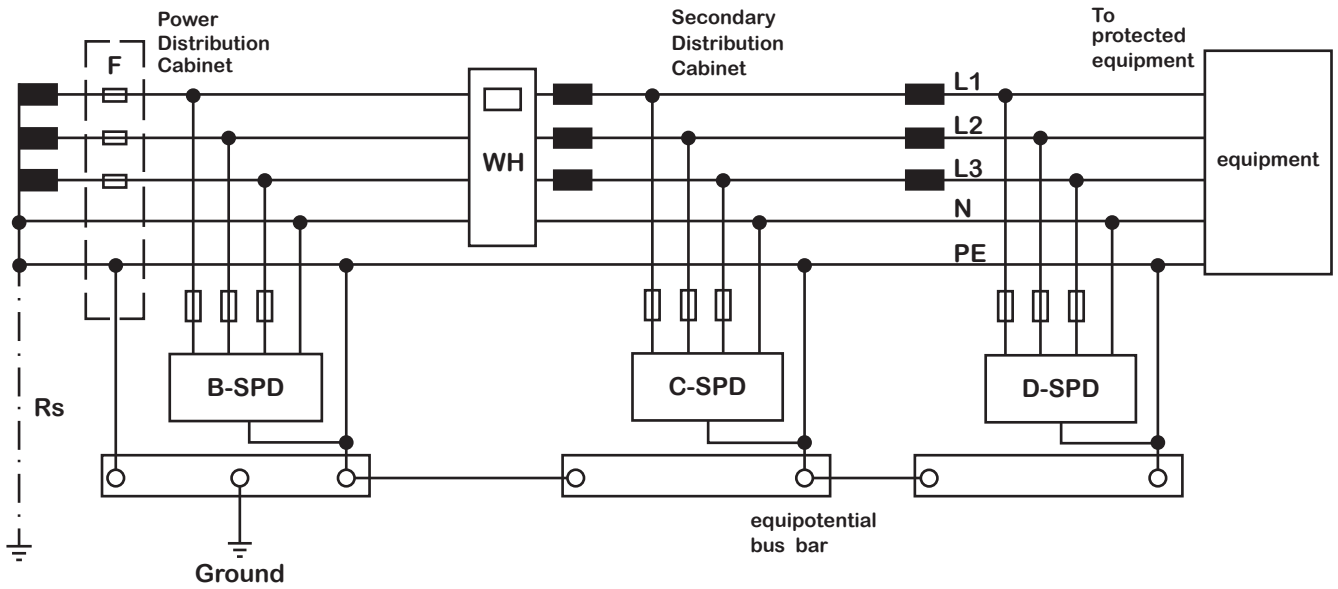 Power
Distribution
Cabinet
Secondary
Distribution
Cabinet
To
protected
equipment
F
L1
L2
WH
equipment
L3
N
PE
B-SPD
C-SPD
D-SPD
Rs
equipotential
bus bar
Ground